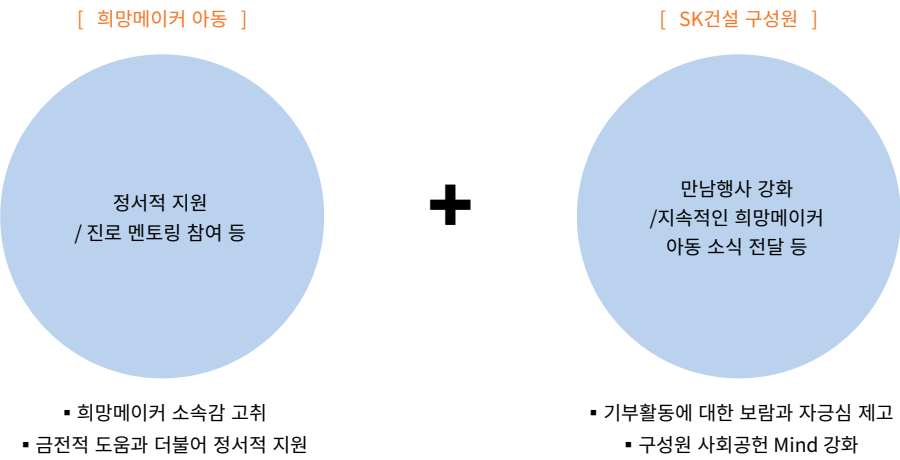 [ 희망메이커 아동 ]
정서적 지원
/ 진로 멘토링 참여 등
▪ 희망메이커 소속감 고취
▪ 금전적 도움과 더불어 정서적 지원
+
[ SK건설 구성원 ]
만남행사 강화
/지속적인 희망메이커
아동 소식 전달 등
▪ 기부활동에 대한 보람과 자긍심 제고
▪ 구성원 사회공헌 Mind 강화